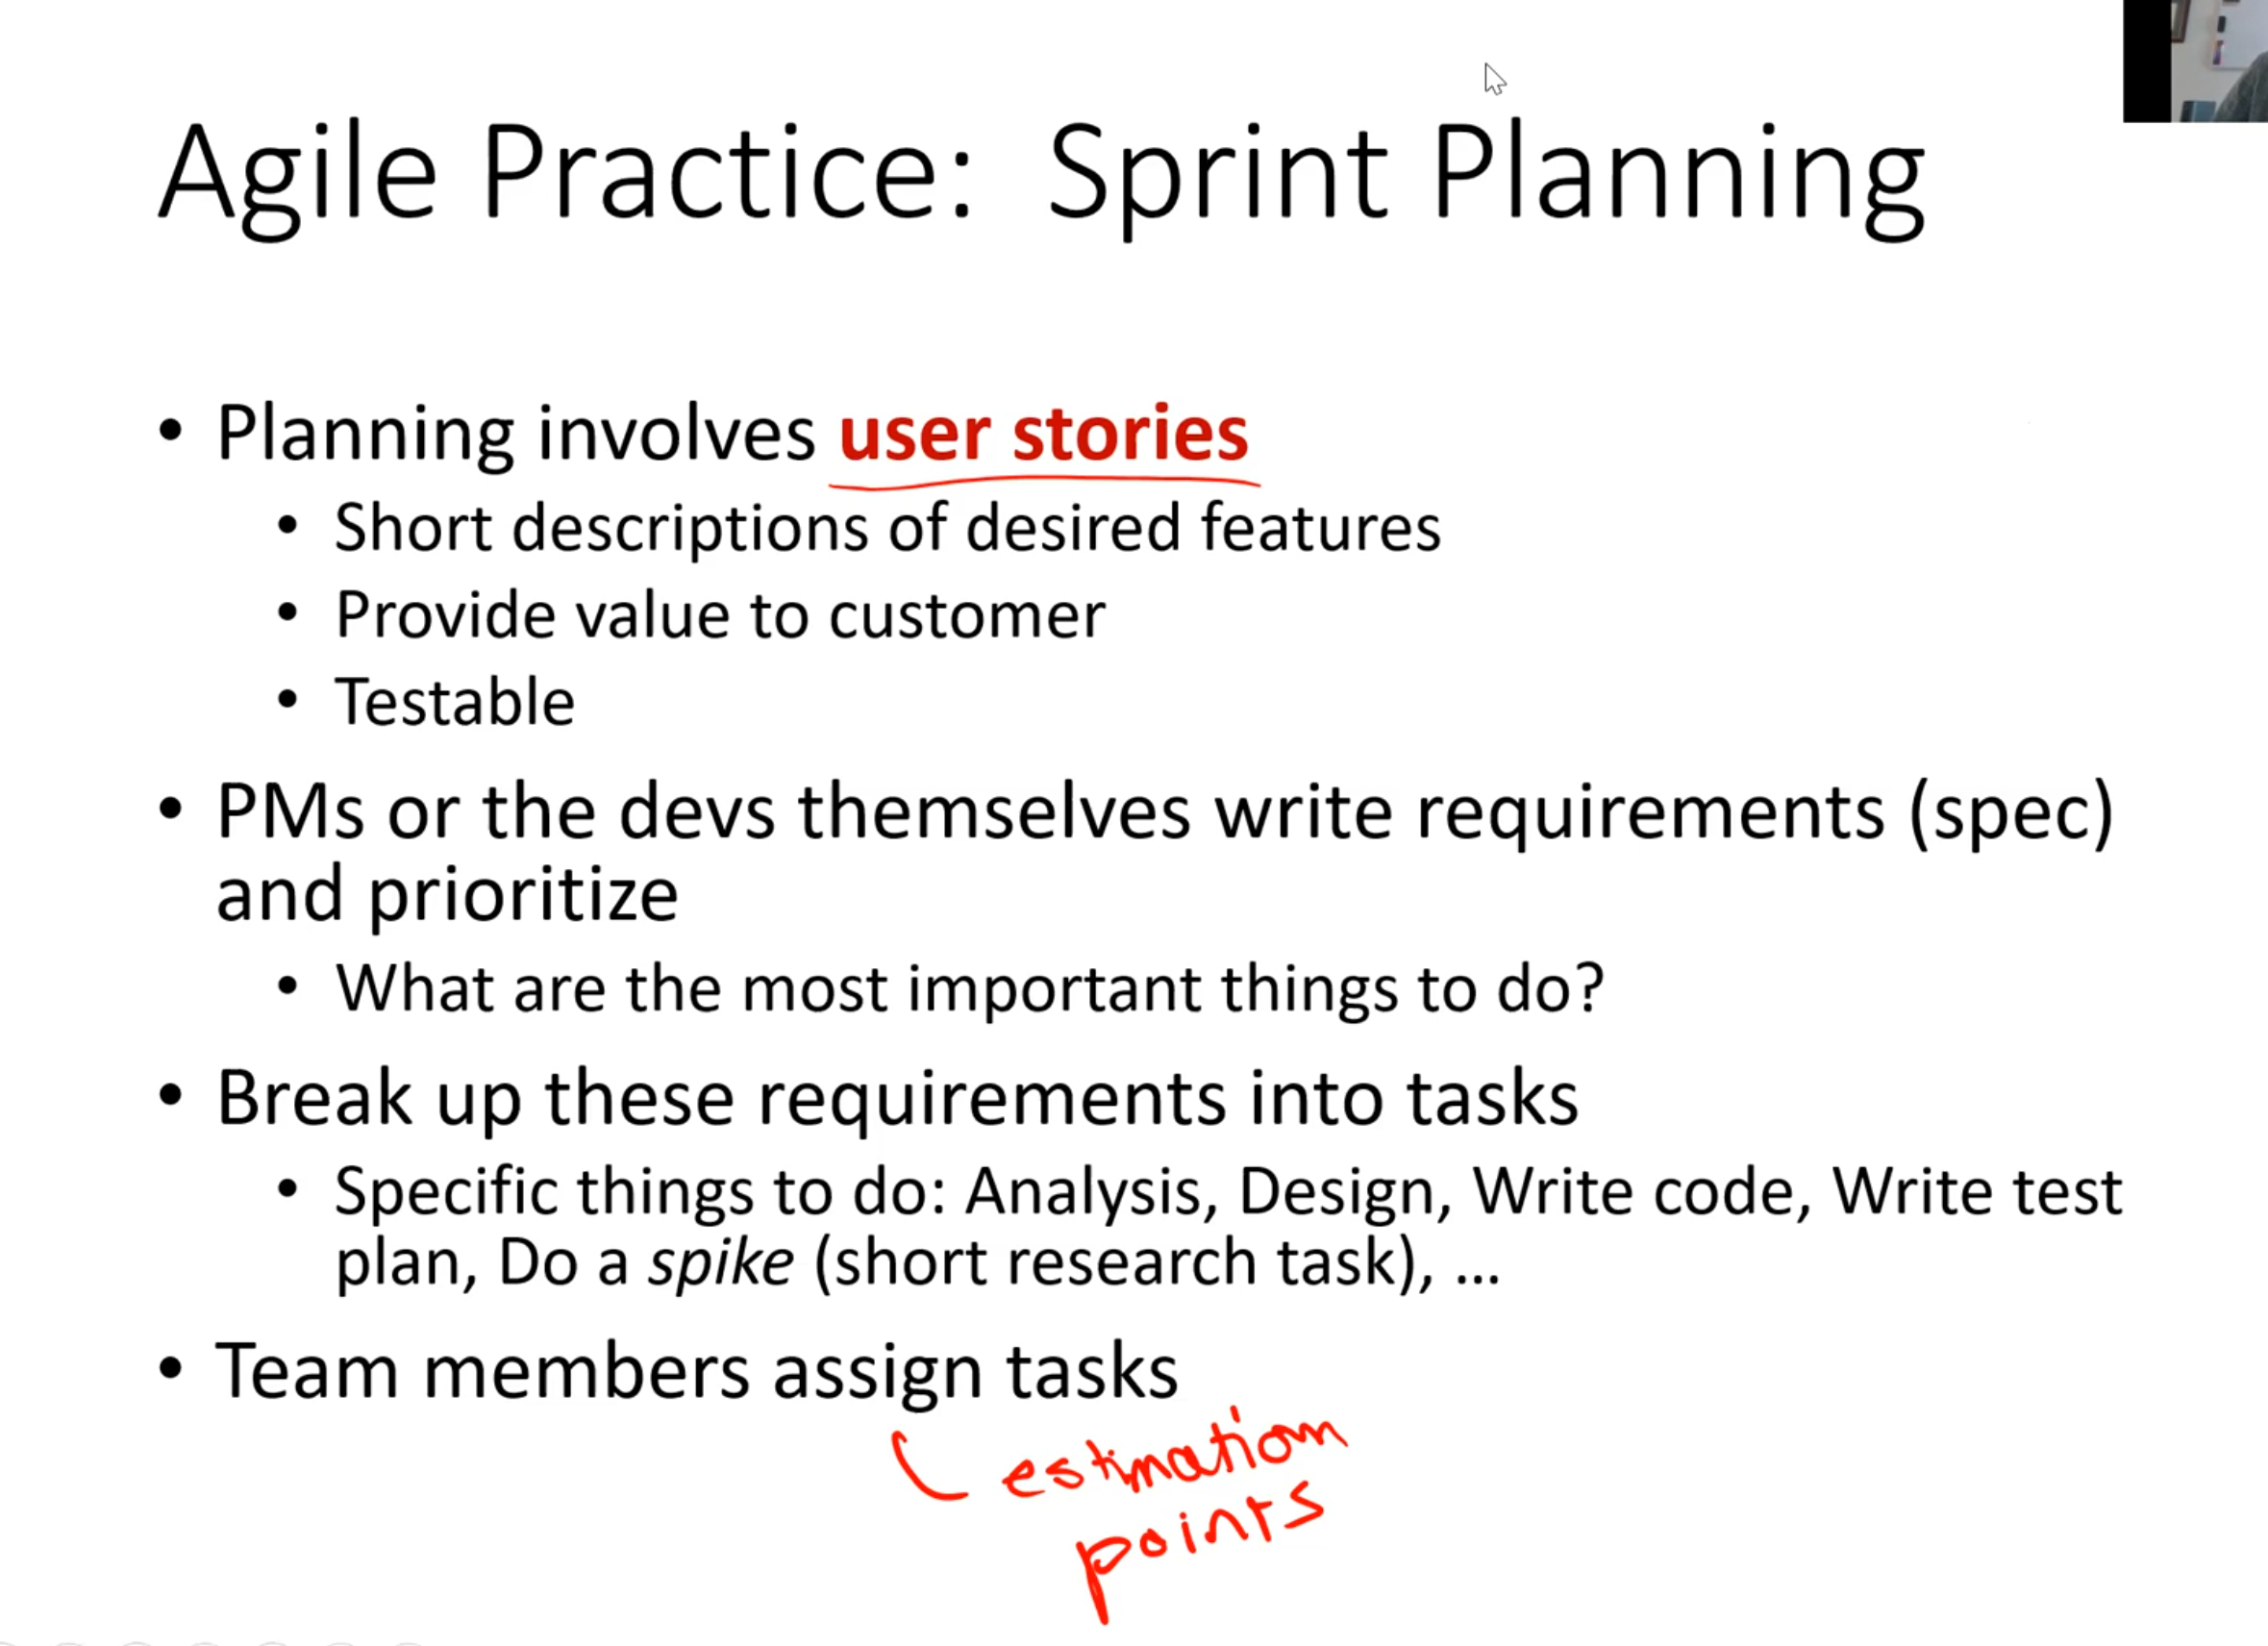 Agile Practice: Sprint Planning
• Planning involves user stories
• Short descriptions of desired features
• Provide value to customer
• Testable
• PMs or the devs themselves write requirements (spec)
and prioritize
• What are the most important things to do?
• Break up these requirements into tasks
• Specific things to do: Analysis, Design, Write code, Write test
plan, Do a spike (short research task), ...
• Team members assign tasks
estimation
points